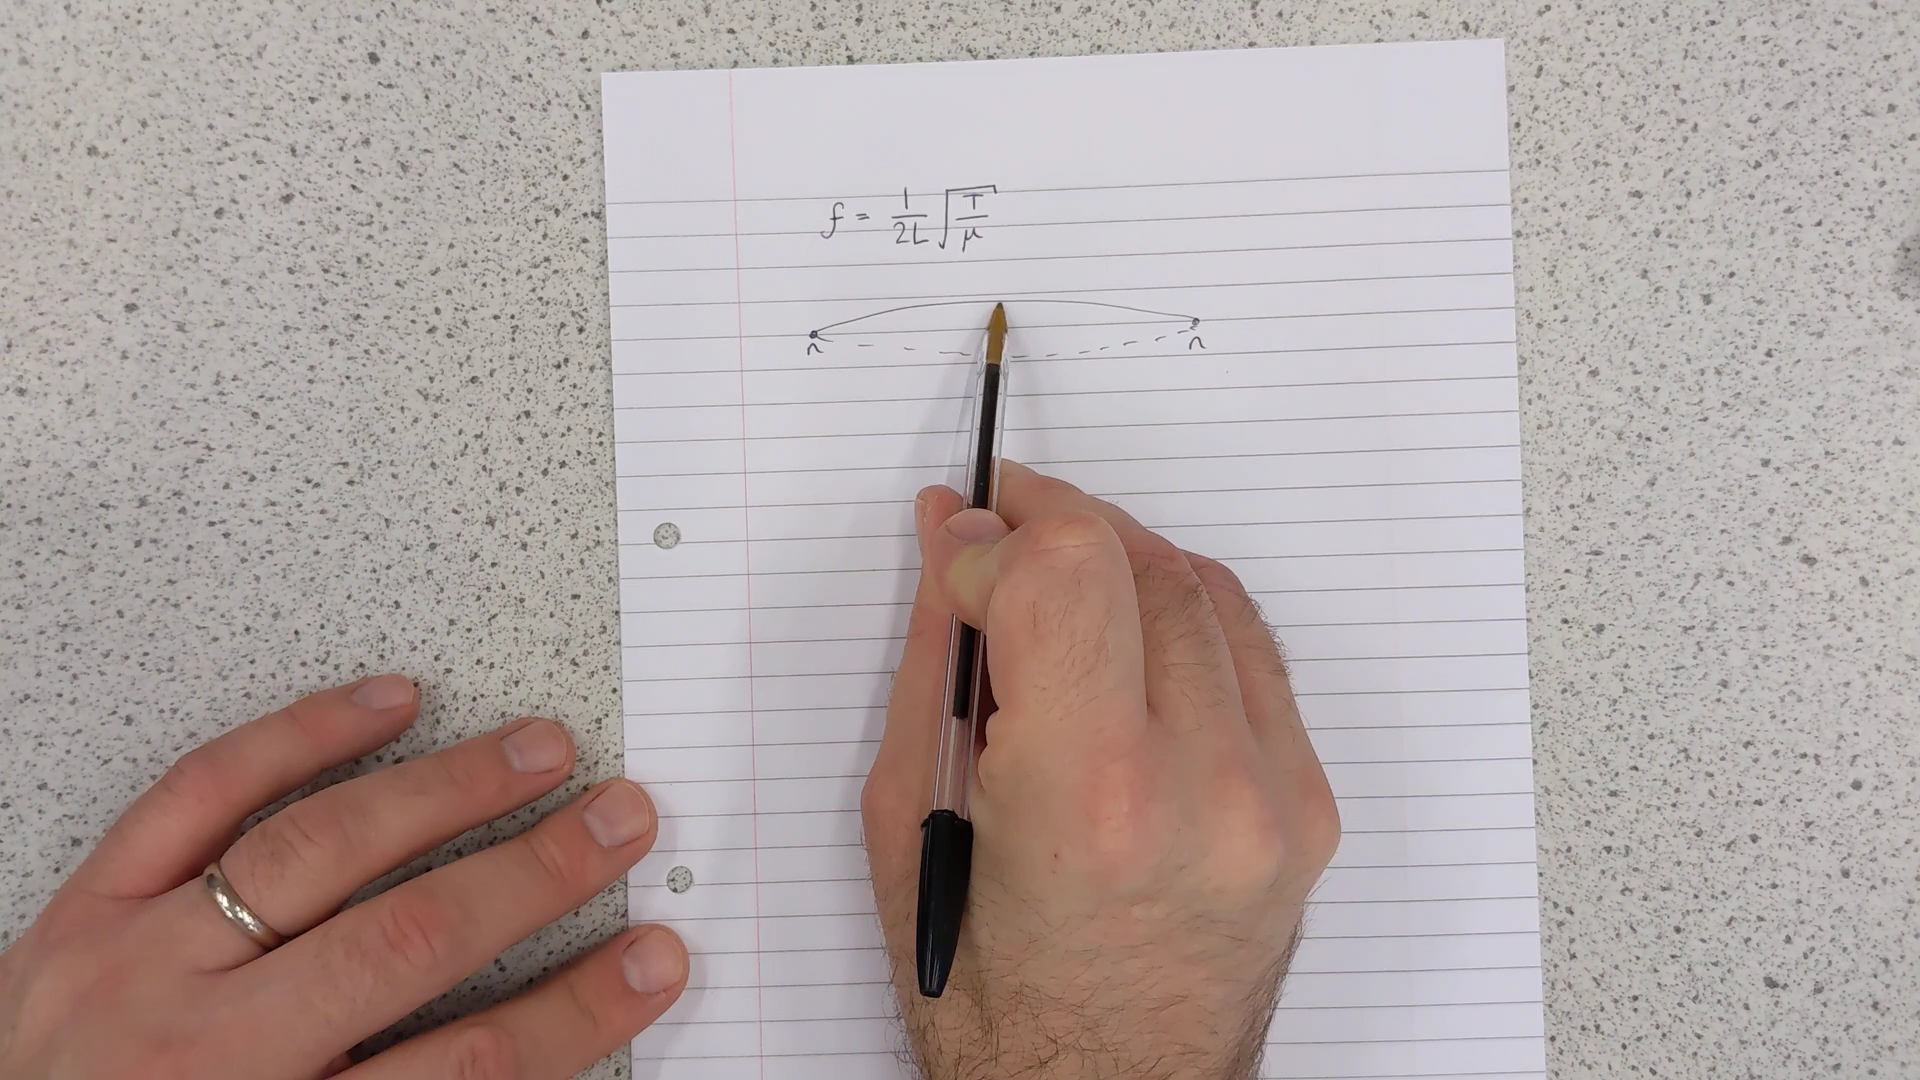 f = 1/2L √T/μ
n n